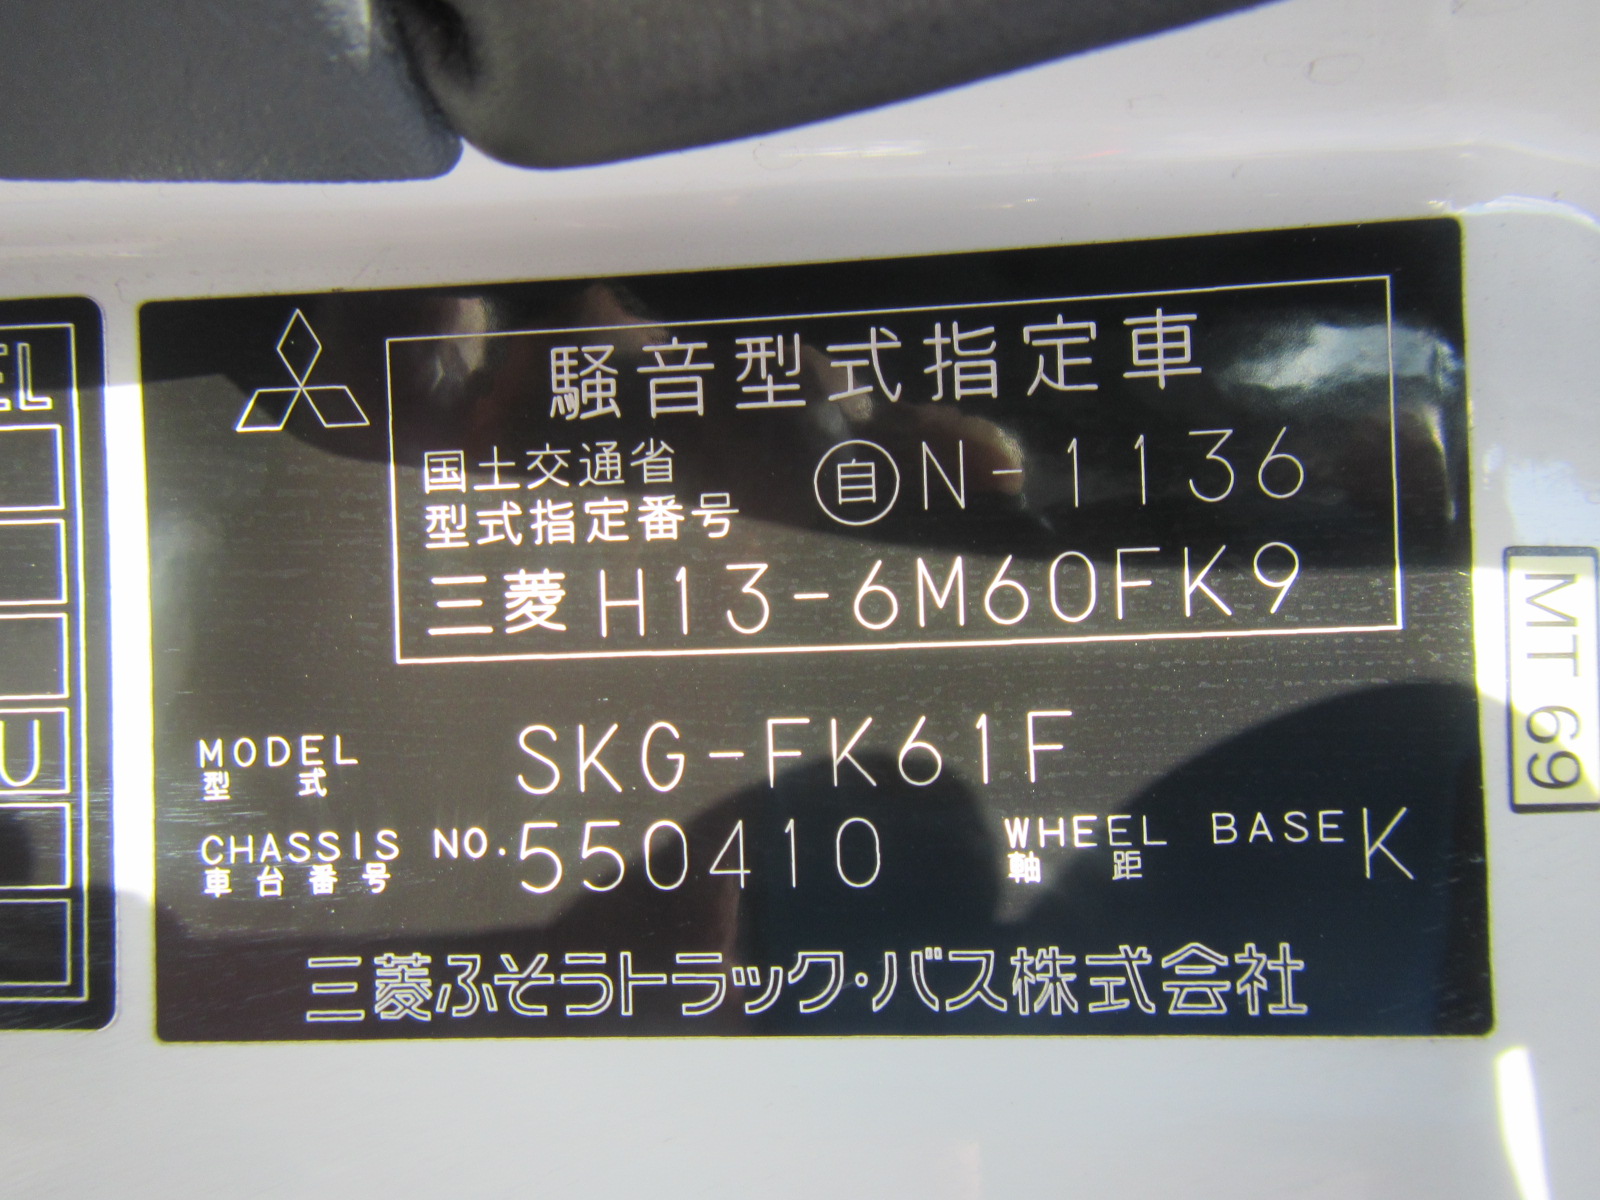 騒音型式指定車
国土交通省
型式指定番号
自 N-1136
三菱 H13-6M60FK9
MODEL SKG-FK61F
型式
CHASSIS NO. 550410 WHEEL BASE K
車台番号 軸距
三菱ふそうトラック・バス株式会社
MT 69
EL
U